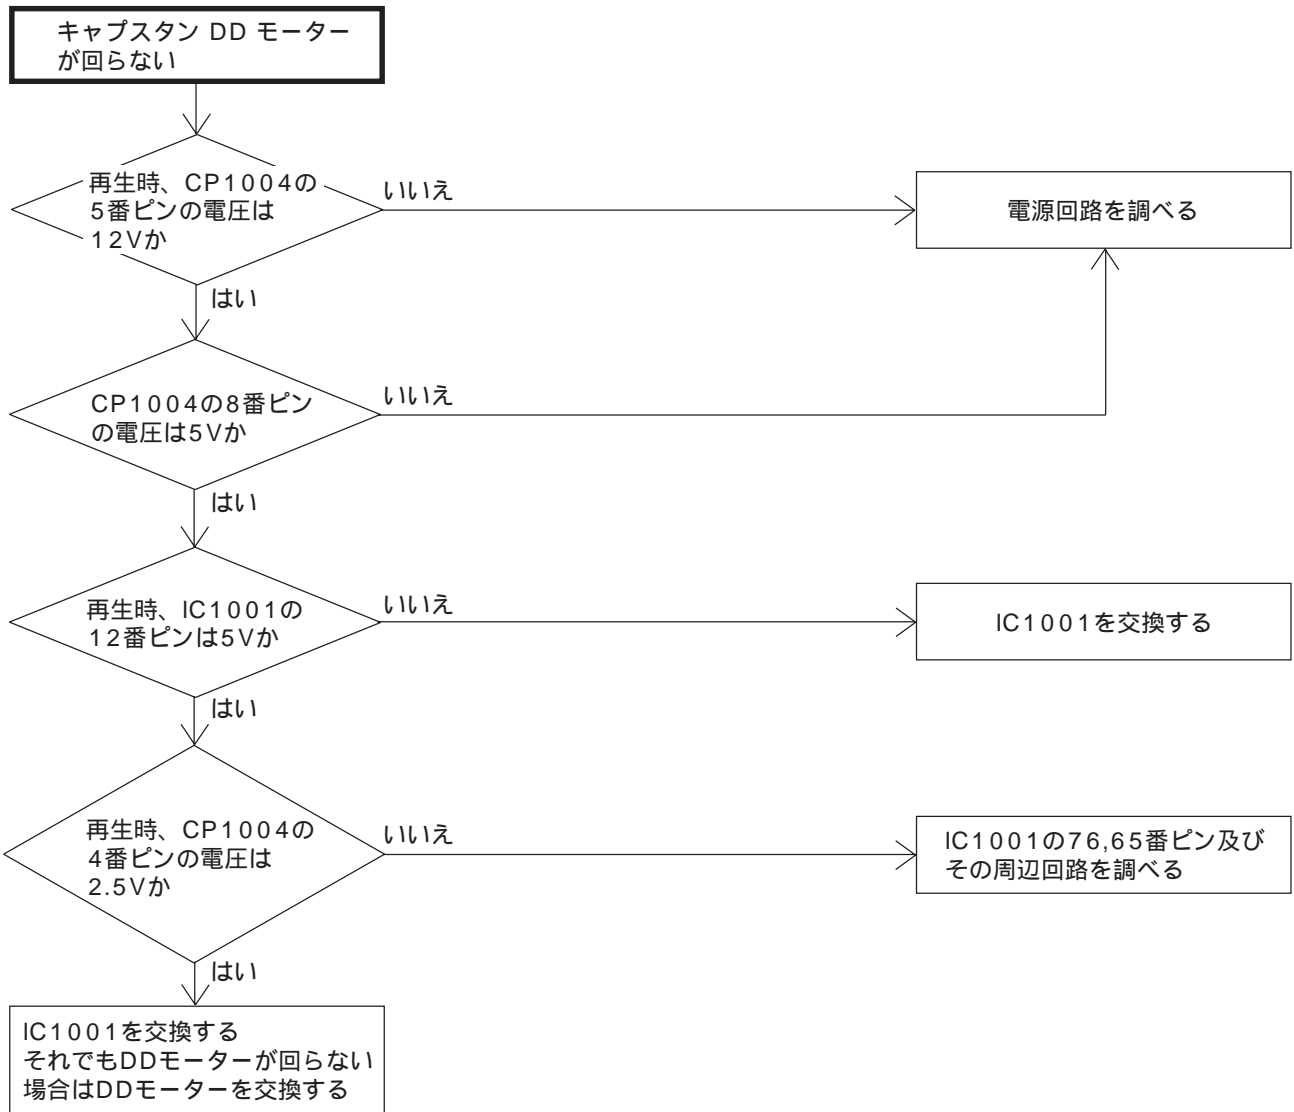 キャプスタン DD モーター
が回らない
再生時、CP1004の
5番ピンの電圧は
12Vか
いいえ
電源回路を調べる
はい
CP1004の8番ピン
の電圧は5Vか
いいえ
はい
再生時、IC1001の
12番ピンは5Vか
いいえ
IC1001を交換する
はい
再生時、CP1004の
4番ピンの電圧は
2.5Vか
いいえ
IC1001の76,65番ピン及び
その周辺回路を調べる
はい
IC1001を交換する
それでもDDモーターが回らない
場合はDDモーターを交換する